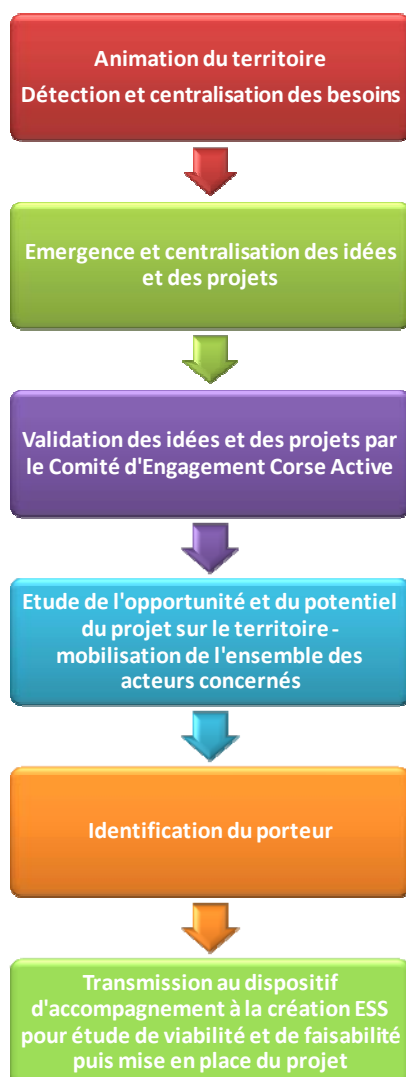 Animation du territoire
Détection et centralisation des besoins
Emergence et centralisation des idées
et des projets
Validation des idées et des projets par
le Comité d'Engagement Corse Active
Etude de l'opportunité et du potentiel
du projet sur le territoire -
mobilisation de l'ensemble des
acteurs concernés
Identification du porteur
Transmission au dispositif
d'accompagnement à la création ESS
pour étude de viabilité et de faisabilité
puis mise en place du projet